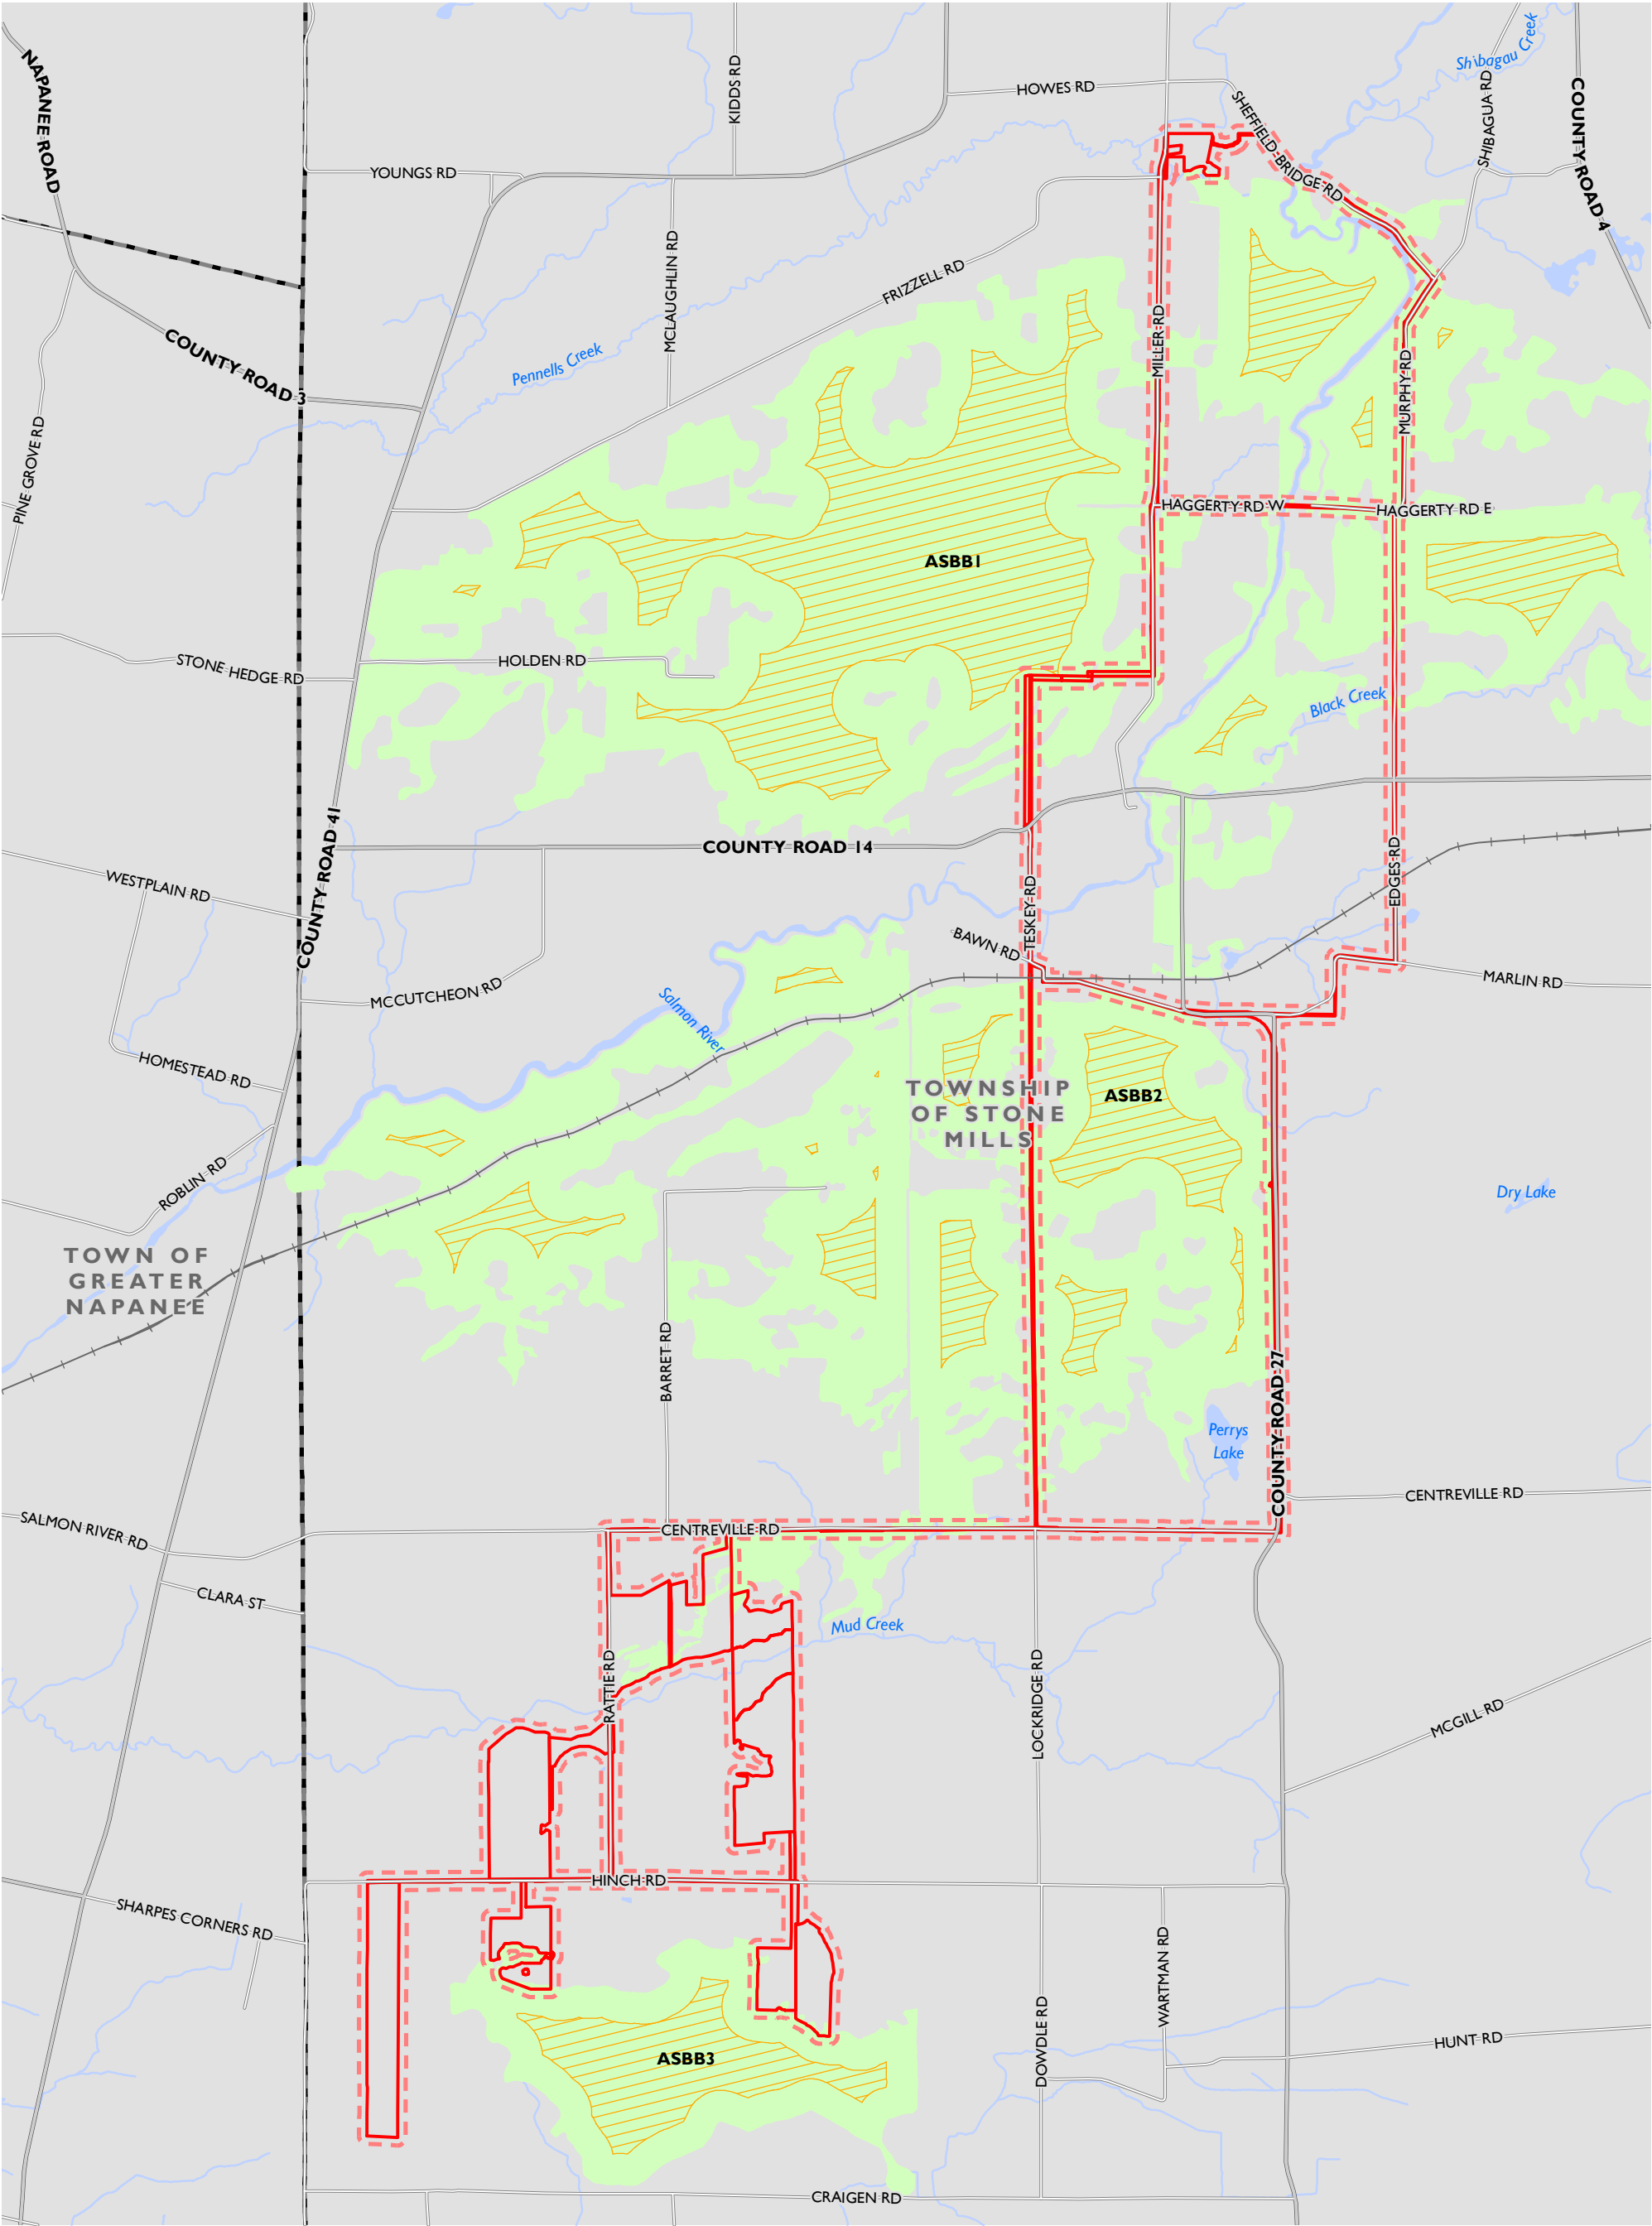 Shibagau Creek
NAPANEE ROAD
KIDDS RD
HOWES RD
SHEFFIELD-BRIDGE RD
SHIBAGUA RD
COUNTY ROAD 4
YOUNGS RD
MCLAUGHLIN RD
FRIZZELL RD
COUNTY ROAD 3
Pennells Creek
MILLER RD
MURPHY RD
PINE GROVE RD
HAGGERTY RD W
HAGGERTY RD E
ASBB1
STONE HEDGE RD
HOLDEN RD
Black Creek
COUNTY ROAD 41
COUNTY ROAD 14
EDGES RD
WESTPLAIN RD
TESKEY RD
BAWN RD
MARLIN RD
MCCUTCHEON RD
Salmon River
HOMESTEAD RD
TOWNSHIP
OF STONE
MILLS
ASBB2
ROBLIN RD
Dry Lake
TOWN OF
GREATER
NAPANEE
BARRET RD
COUNTY ROAD 27
Perrys
Lake
CENTREVILLE RD
SALMON RIVER RD
CENTREVILLE RD
CLARA ST
Mud Creek
RATTIE RD
LOCKRIDGE RD
MCGILL RD
HINCH RD
SHARPES CORNERS RD
WARTMAN RD
DOWDLE RD
HUNT RD
ASBB3
CRAIGEN RD